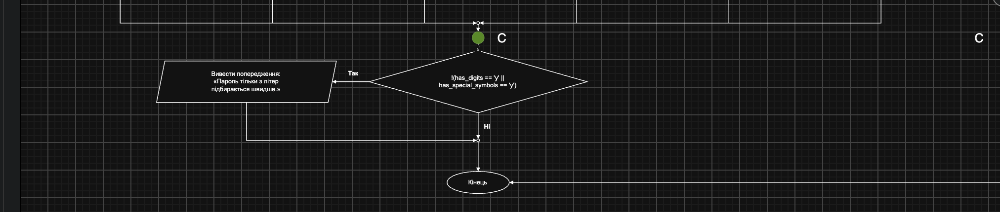 C
C
Вивести попередження:
«Пароль тільки з літер
підбирається швидше.»
Так
!(has_digits == 'y' ||
has_special_symbols == 'y')
Ні
Кінець